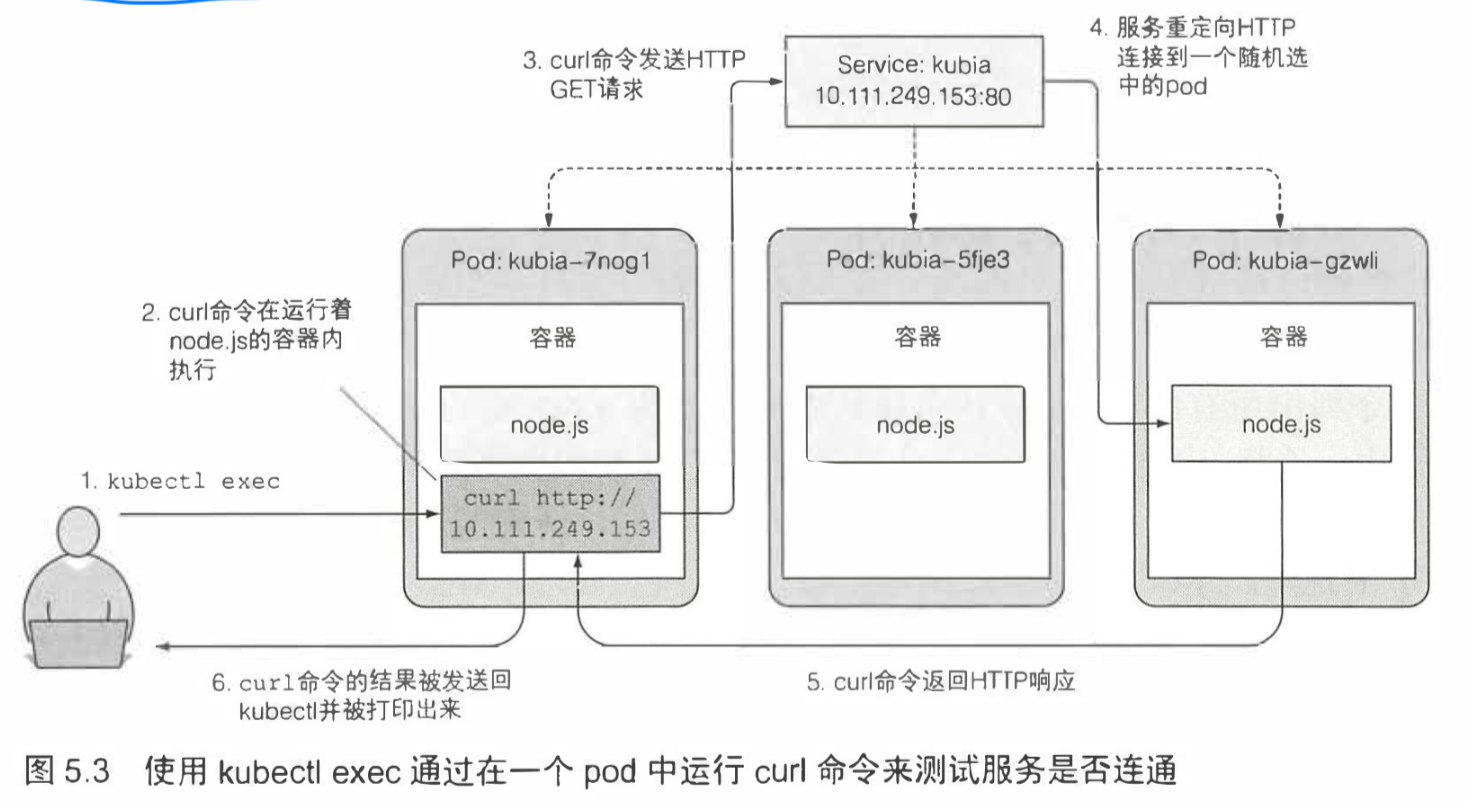 3. curl命令发送HTTP
GET请求
Service: kubia
10.111.249.153:80
4. 服务重定向HTTP
连接到一个随机选
中的pod
Pod: kubia-7nog1
Pod: kubia-5fje3
Pod: kubia-gzwli
2. curl命令在运行着
node.js的容器内
执行
容器
容器
容器
node.js
node.js
node.js
1. kubectl exec
curl http://
10.111.249.153
6. curl命令的结果被发送回
kubectl并被打印出来
5. curl命令返回HTTP响应
图 5.3 使用 kubectl exec 通过在一个 pod 中运行 curl 命令来测试服务是否连通